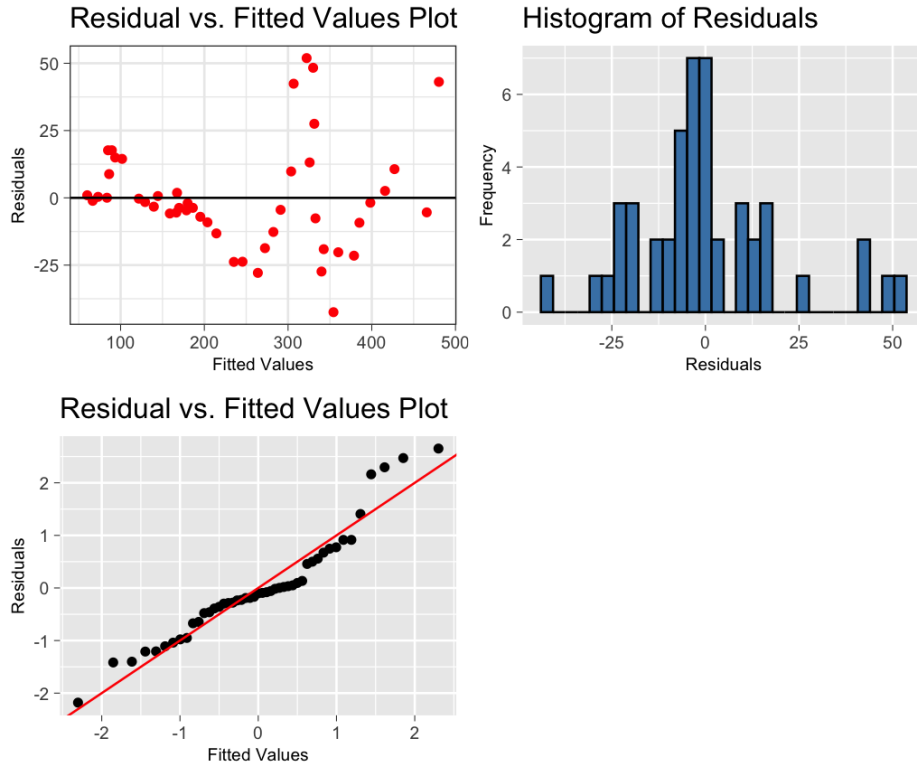 Residual vs. Fitted Values Plot
50
25
0
-25
Residuals
100 200 300 400 500
Fitted Values
Histogram of Residuals
6
4
2
0
Frequency
-25 0 25 50
Residuals
Residual vs. Fitted Values Plot
2
1
0
-1
-2
Residuals
-2 -1 0 1 2
Fitted Values